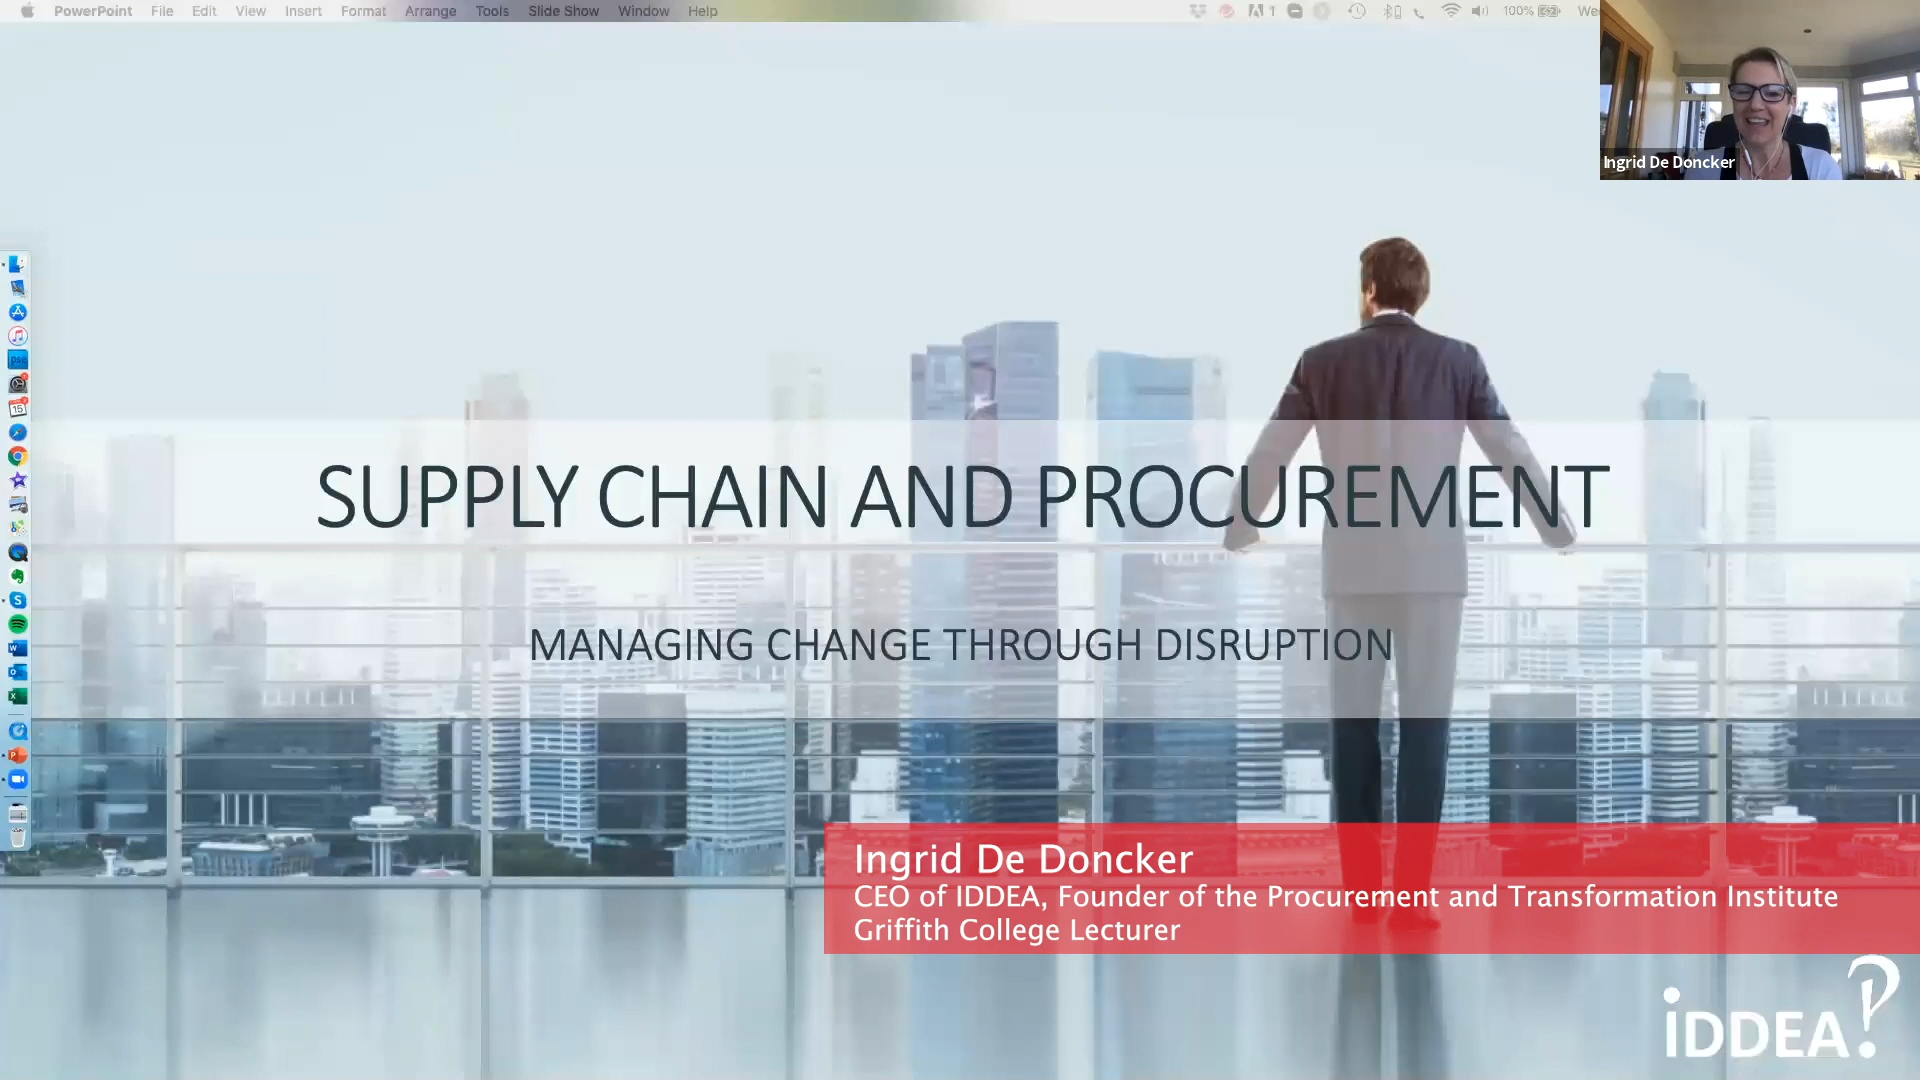 PowerPoint File Edit View Insert Format Arrange Tools Slide Show Window Help 1 100%
Ingrid De Doncker
15
SUPPLY CHAIN AND PROCUREMENT
MANAGING CHANGE THROUGH DISRUPTION
Ingrid De Doncker
CEO of IDDEA, Founder of the Procurement and Transformation Institute
Griffith College Lecturer
iDDEA?!